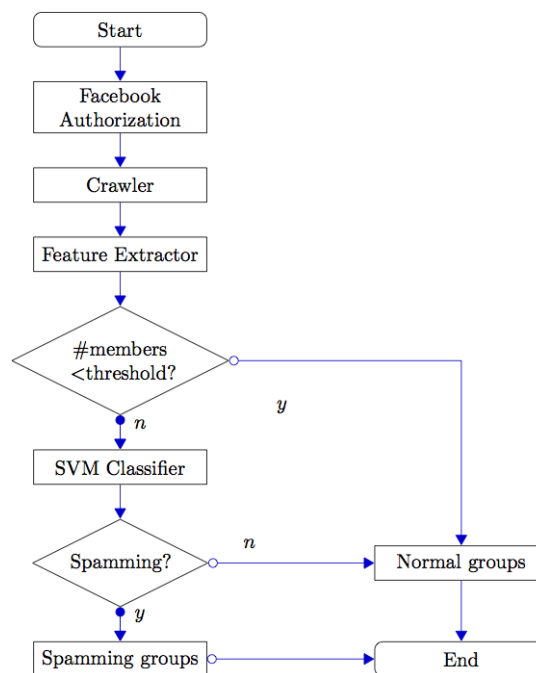 Start
Facebook
Authorization
Crawler
Feature Extractor
#members
<threshold?
y
n
SVM Classifier
n
Spamming?
Normal groups
y
Spamming groups
End